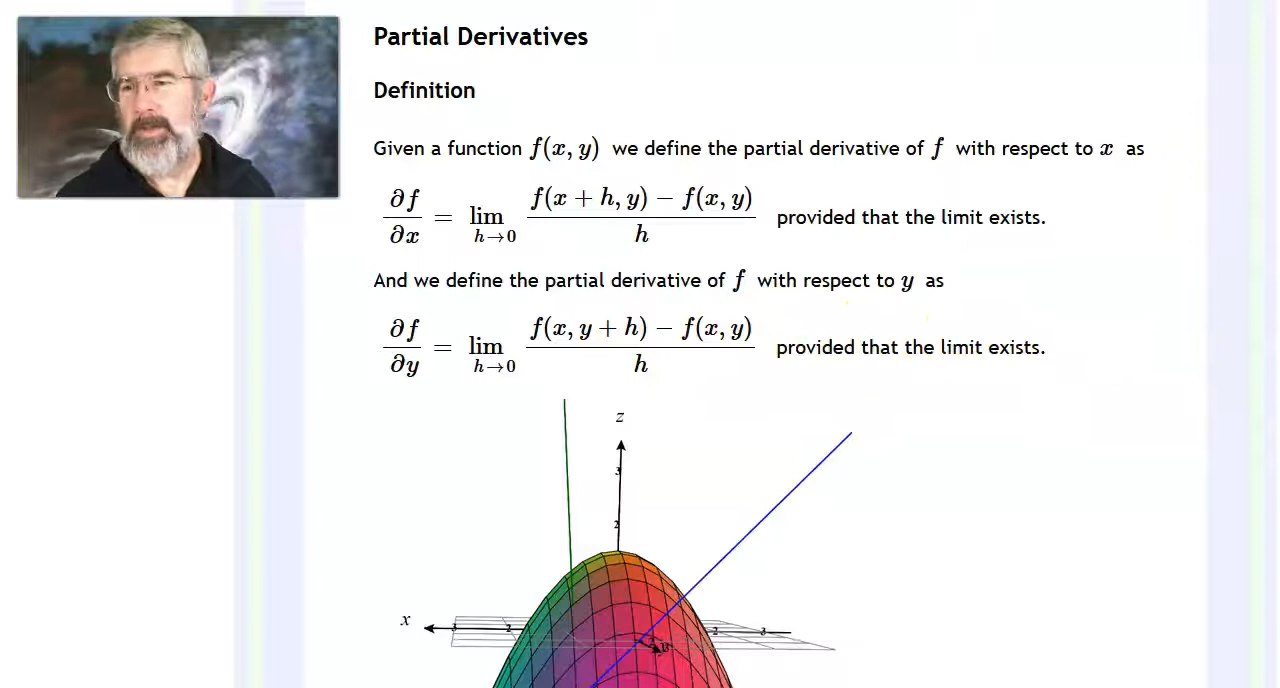 Partial Derivatives
Definition
Given a function f(x, y) we define the partial derivative of f with respect to x as
∂f/∂x = lim h→0 f(x + h, y) − f(x, y)/h provided that the limit exists.
And we define the partial derivative of f with respect to y as
∂f/∂y = lim h→0 f(x, y + h) − f(x, y)/h provided that the limit exists.
z
3
2
x 3 2 2 3